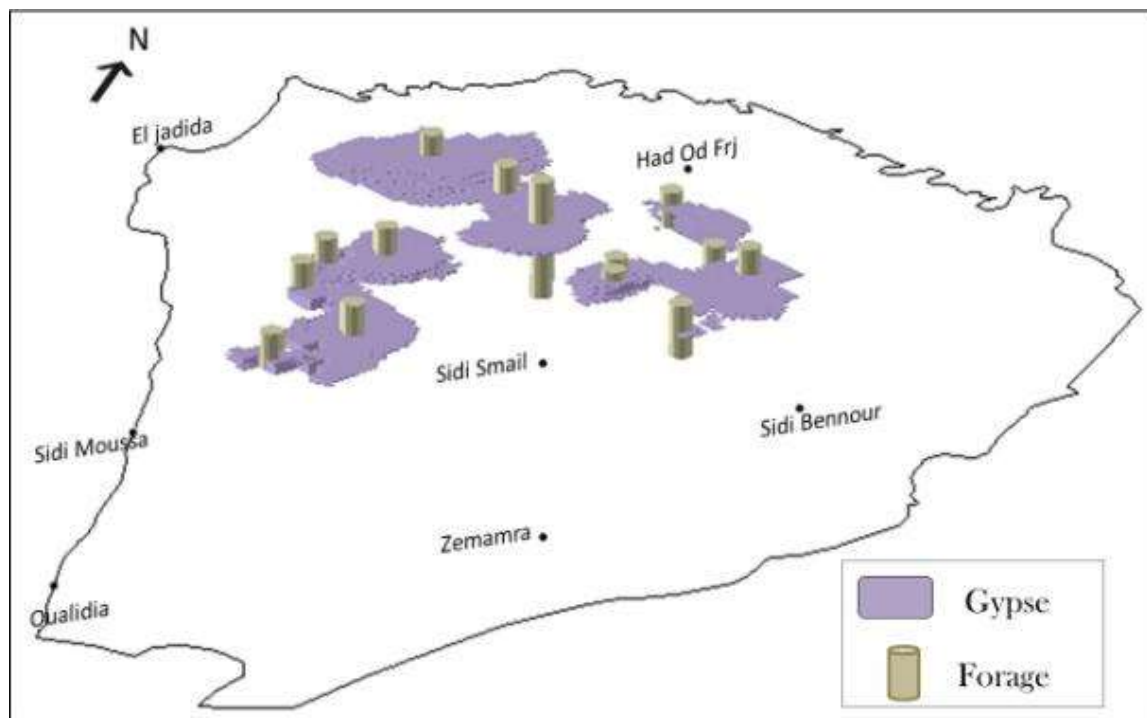 N
El jadida
Had Od Frj
Sidi Smail
Sidi Bennour
Sidi Moussa
Zemamra
Oualidia
Gypse
Forage